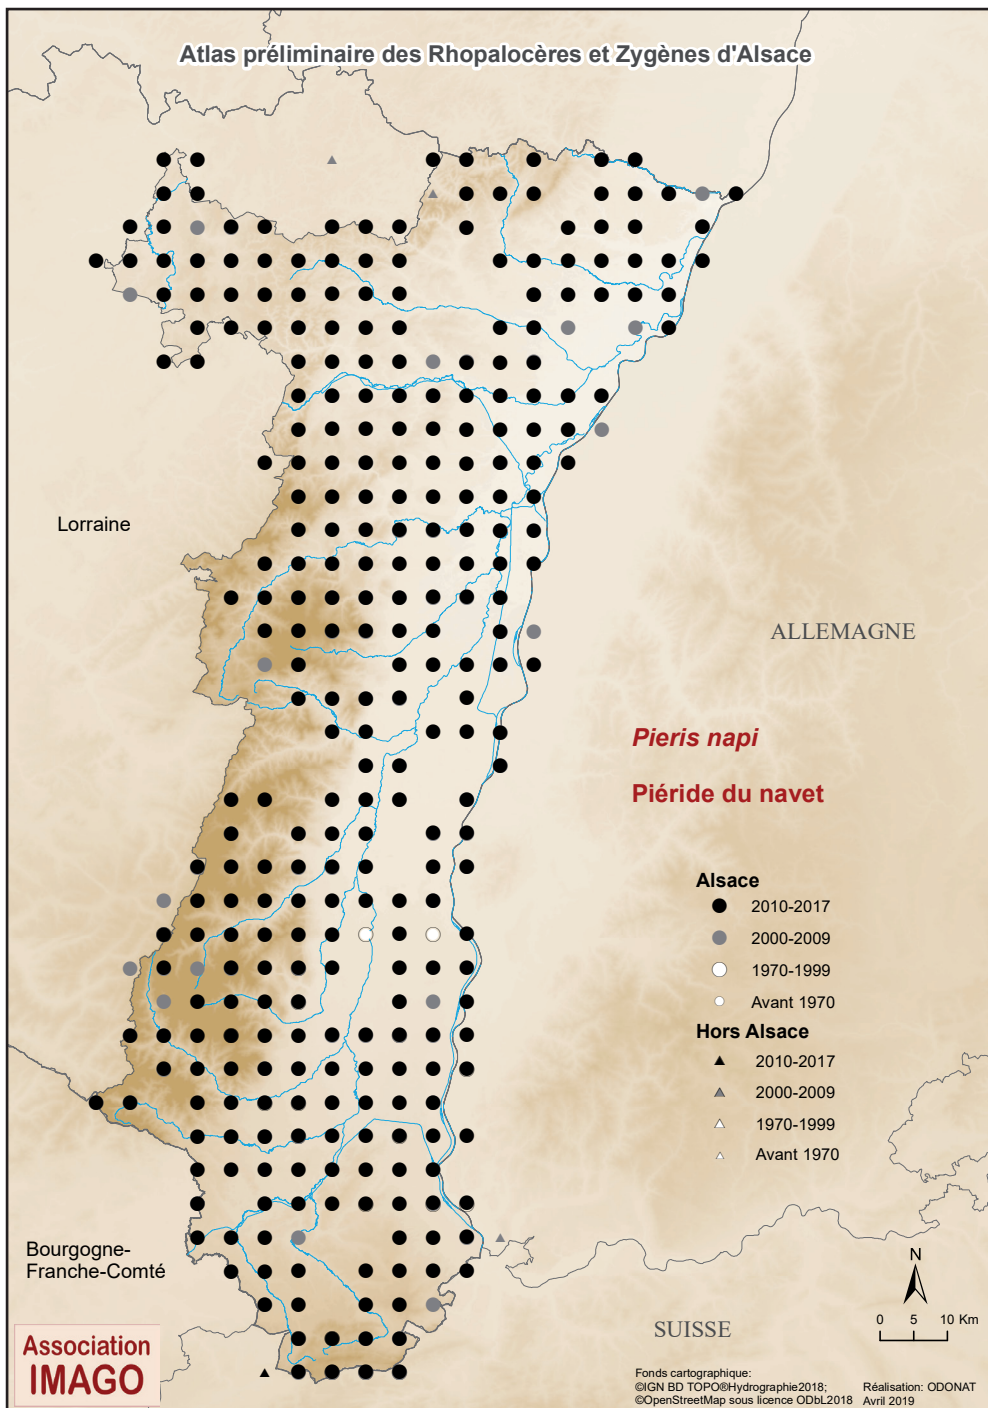 Atlas préliminaire des Rhopalocères et Zygènes d'Alsace
Lorraine
ALLEMAGNE
Pieris napi
Piéride du navet
Alsace
2010-2017
2000-2009
1970-1999
Avant 1970
Hors Alsace
2010-2017
2000-2009
1970-1999
Avant 1970
Bourgogne-
Franche-Comté
N
0 5 10 Km
SUISSE
Association
IMAGO
Fonds cartographique:
©IGN BD TOPO®Hydrographie2018;
©OpenStreetMap sous licence ODbL2018
Réalisation: ODONAT
Avril 2019